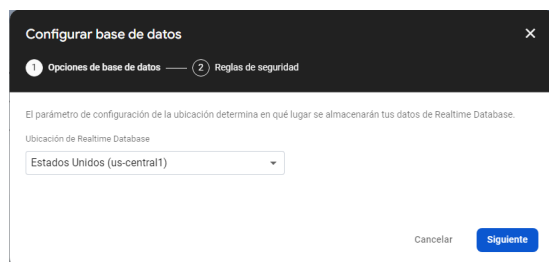 Configurar base de datos
1 Opciones de base de datos 2 Reglas de seguridad
El parámetro de configuración de la ubicación determina en qué lugar se almacenarán tus datos de Realtime Database.
Ubicación de Realtime Database
Estados Unidos (us-central1)
Cancelar Siguiente